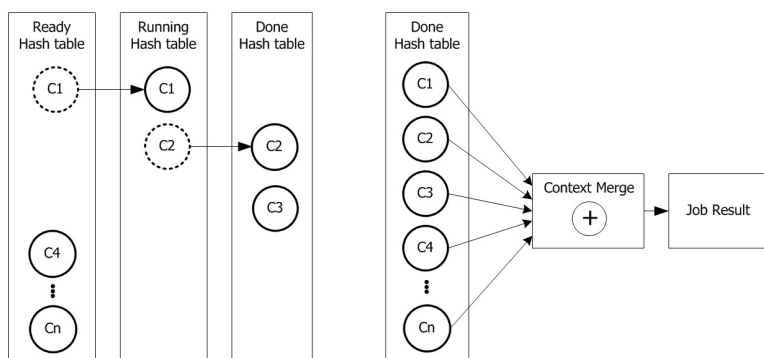 Ready
Hash table
Running
Hash table
Done
Hash table
C1
C1
C2
C2
C3
C4
Cn
Done
Hash table
C1
C2
C3
C4
Cn
Context Merge
+
Job Result